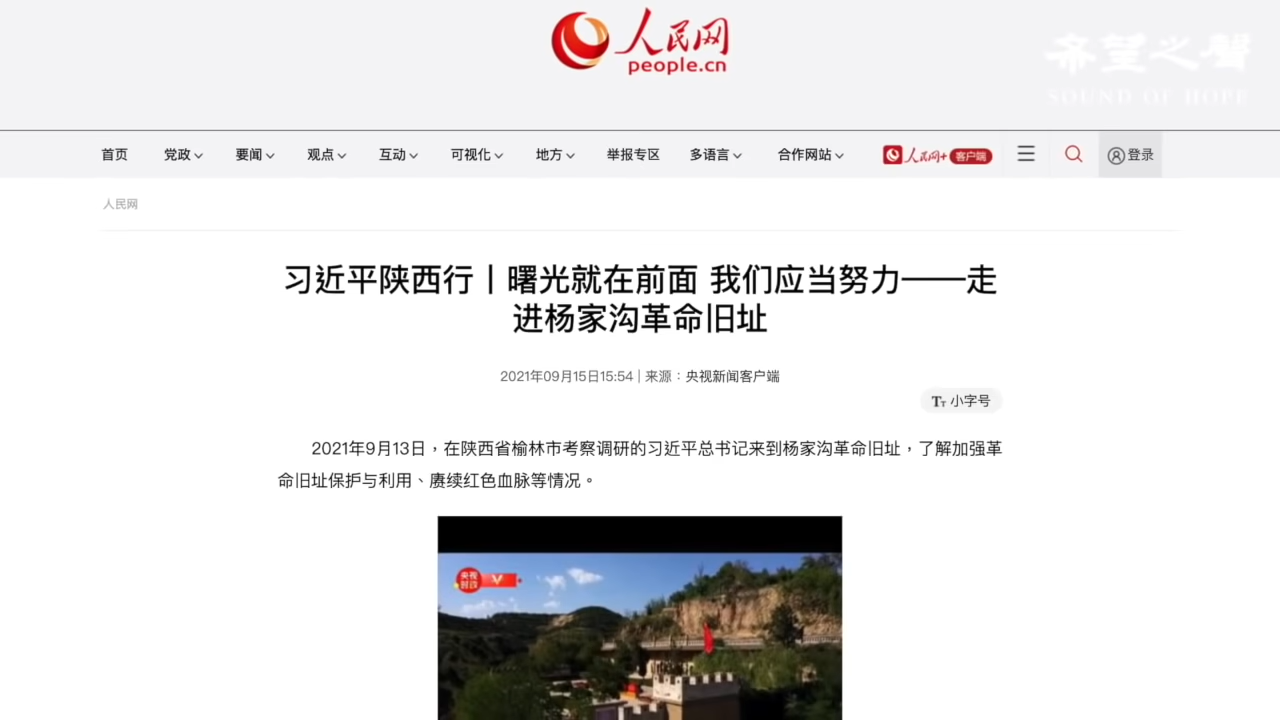 人民网
people.cn
希望之聲
SOUND OF HOPE
首页 党政 要闻 观点 互动 可视化 地方 举报专区 多语言 合作网站 人民网+ 客户端 登录
人民网
习近平陕西行丨曙光就在前面 我们应当努力——走
进杨家沟革命旧址
2021年09月15日15:54 | 来源：央视新闻客户端
TT 小字号
2021年9月13日，在陕西省榆林市考察调研的习近平总书记来到杨家沟革命旧址，了解加强革
命旧址保护与利用、赓续红色血脉等情况。
央视
时政